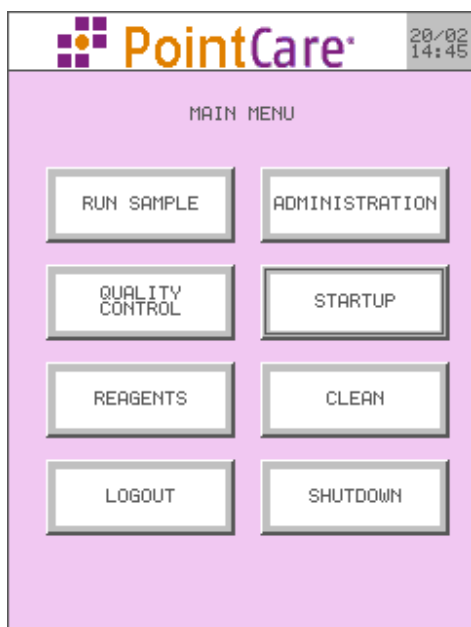 PointCare
20/02
14:45
MAIN MENU
RUN SAMPLE
ADMINISTRATION
QUALITY
CONTROL
STARTUP
REAGENTS
CLEAN
LOGOUT
SHUTDOWN